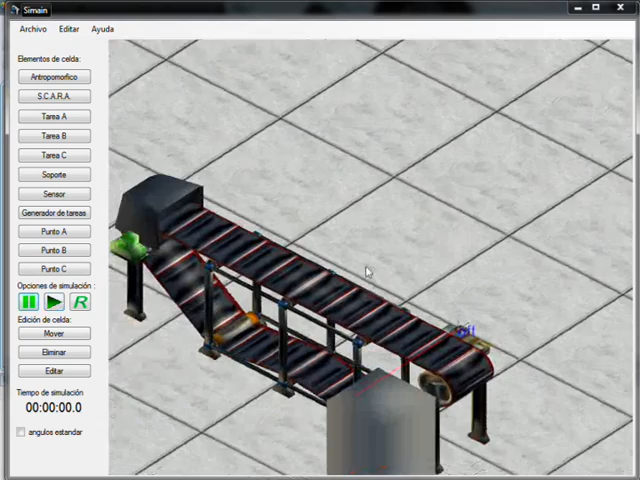 Simain
Archivo Editar Ayuda
Elementos de celda:
Antropomorfico
S.C.A.R.A.
Tarea A
Tarea B
Tarea C
Soporte
Sensor
Generador de tareas
Punto A
Punto B
Punto C
Opciones de simulación :
R
Edición de celda:
Mover
Eliminar
Editar
Tiempo de simulación
00:00:00.0
angulos estandar
off